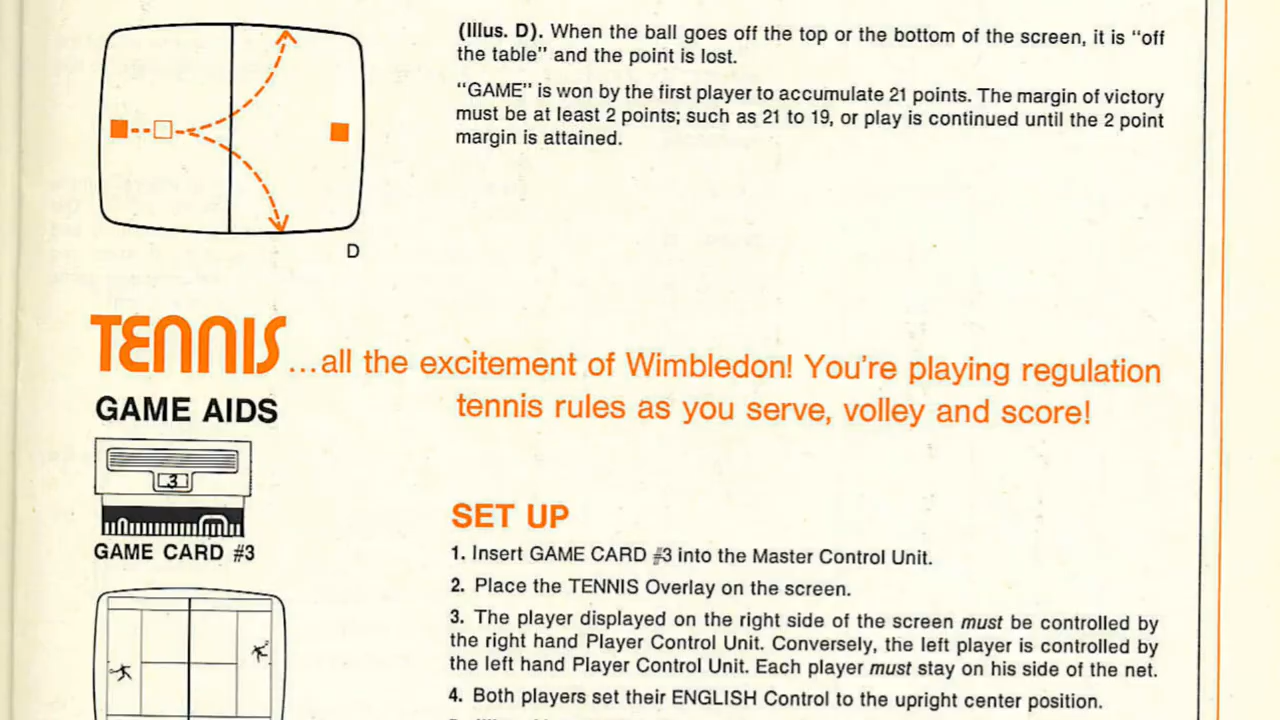 (Illus. D). When the ball goes off the top or the bottom of the screen, it is "off
the table" and the point is lost.
"GAME" is won by the first player to accumulate 21 points. The margin of victory
must be at least 2 points; such as 21 to 19, or play is continued until the 2 point
margin is attained.
D
TENNIS ...all the excitement of Wimbledon! You're playing regulation
tennis rules as you serve, volley and score!
GAME AIDS
3
GAME CARD #3
SET UP
1. Insert GAME CARD #3 into the Master Control Unit.
2. Place the TENNIS Overlay on the screen.
3. The player displayed on the right side of the screen must be controlled by
the right hand Player Control Unit. Conversely, the left player is controlled by
the left hand Player Control Unit. Each player must stay on his side of the net.
4. Both players set their ENGLISH Control to the upright center position.